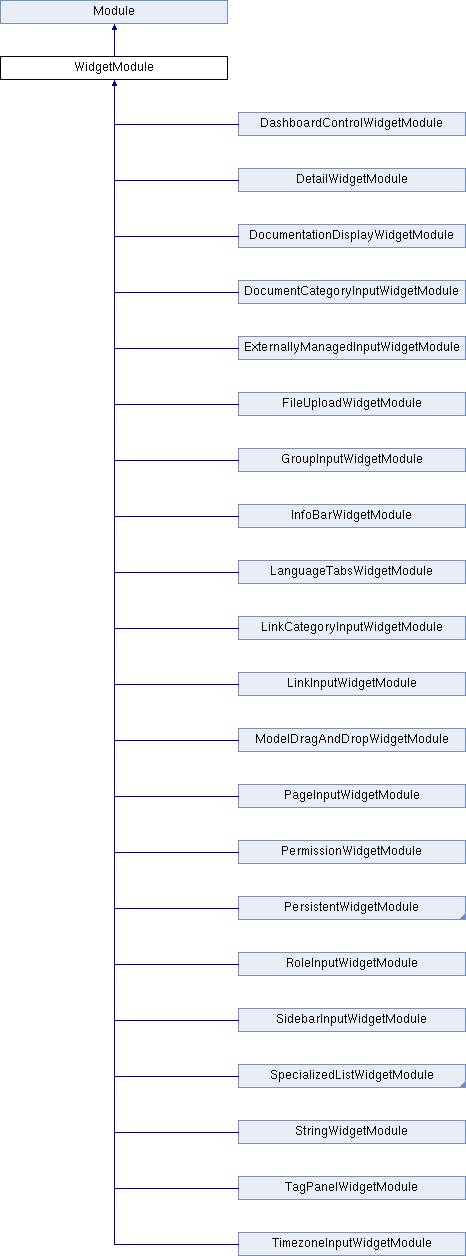 Module
WidgetModule
DashboardControlWidgetModule
DetailWidgetModule
DocumentationDisplayWidgetModule
DocumentCategoryInputWidgetModule
ExternallyManagedInputWidgetModule
FileUploadWidgetModule
GroupInputWidgetModule
InfoBarWidgetModule
LanguageTabsWidgetModule
LinkCategoryInputWidgetModule
LinkInputWidgetModule
ModelDragAndDropWidgetModule
PageInputWidgetModule
PermissionWidgetModule
PersistentWidgetModule
RoleInputWidgetModule
SidebarInputWidgetModule
SpecializedListWidgetModule
StringWidgetModule
TagPanelWidgetModule
TimezoneInputWidgetModule